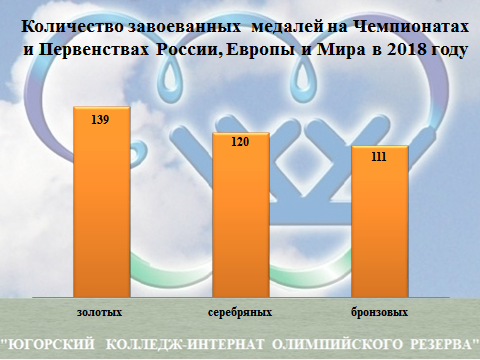 Количество завоеванных медалей на Чемпионатах
и Первенствах России, Европы и Мира в 2018 году
139
120
111
золотых серебряных бронзовых
"ЮГОРСКИЙ КОЛЛЕДЖ-ИНТЕРНАТ ОЛИМПИЙСКОГО РЕЗЕРВА"